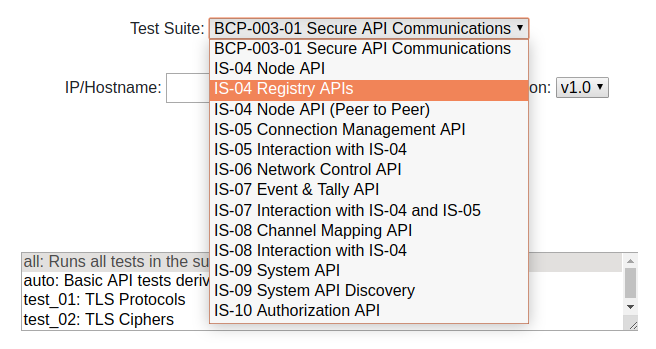 Test Suite: BCP-003-01 Secure API Communications
BCP-003-01 Secure API Communications
IS-04 Node API
IP/Hostname: IS-04 Registry APIs on: v1.0
IS-04 Node API (Peer to Peer)
IS-05 Connection Management API
IS-05 Interaction with IS-04
IS-06 Network Control API
IS-07 Event & Tally API
IS-07 Interaction with IS-04 and IS-05
IS-08 Channel Mapping API
IS-08 Interaction with IS-04
IS-09 System API
IS-09 System API Discovery
IS-10 Authorization API
all: Runs all tests in the su
auto: Basic API tests deriv
test_01: TLS Protocols
test_02: TLS Ciphers